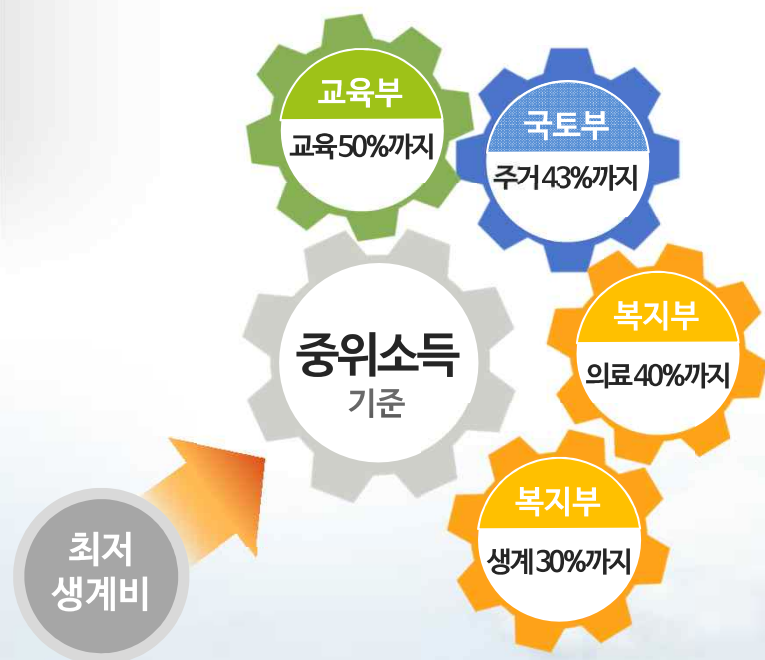 교육부
교육 50%까지
국토부
주거 43%까지
복지부
의료 40%까지
중위소득
기준
복지부
생계 30%까지
최저
생계비